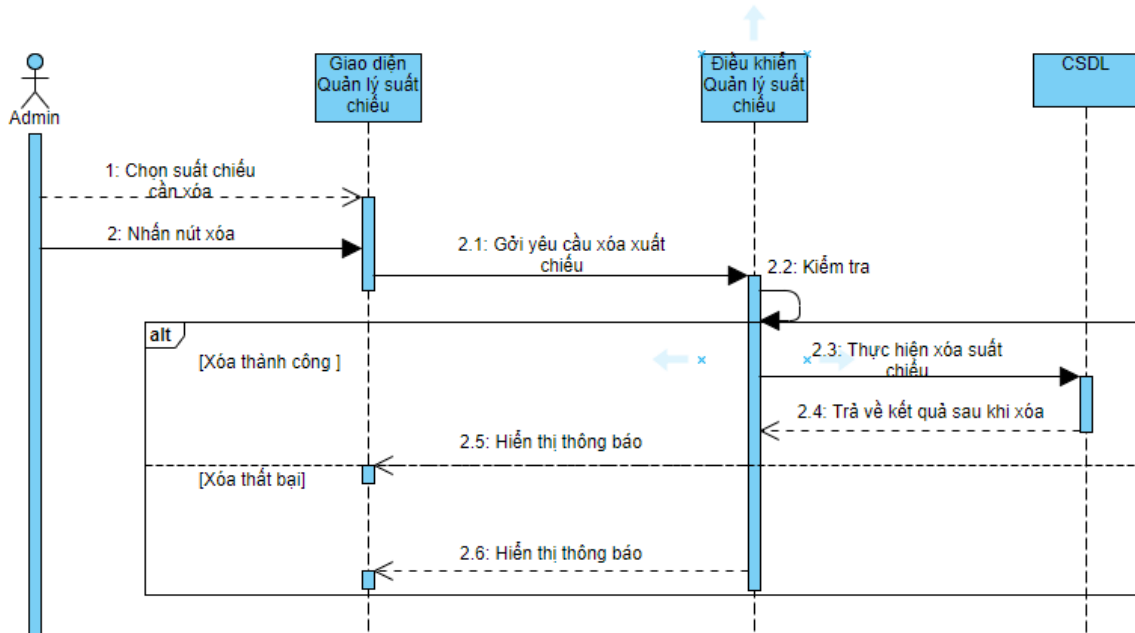 Admin
Giao diện
Quản lý suất
chiếu
Điều khiển
Quản lý suất
chiếu
CSDL
1: Chọn suất chiếu
cần xóa
2: Nhấn nút xóa
2.1: Gởi yêu cầu xóa xuất
chiếu
2.2: Kiểm tra
alt
[Xóa thành công ]
2.3: Thực hiện xóa suất
chiếu
2.4: Trả về kết quả sau khi xóa
2.5: Hiển thị thông báo
[Xóa thất bại]
2.6: Hiển thị thông báo